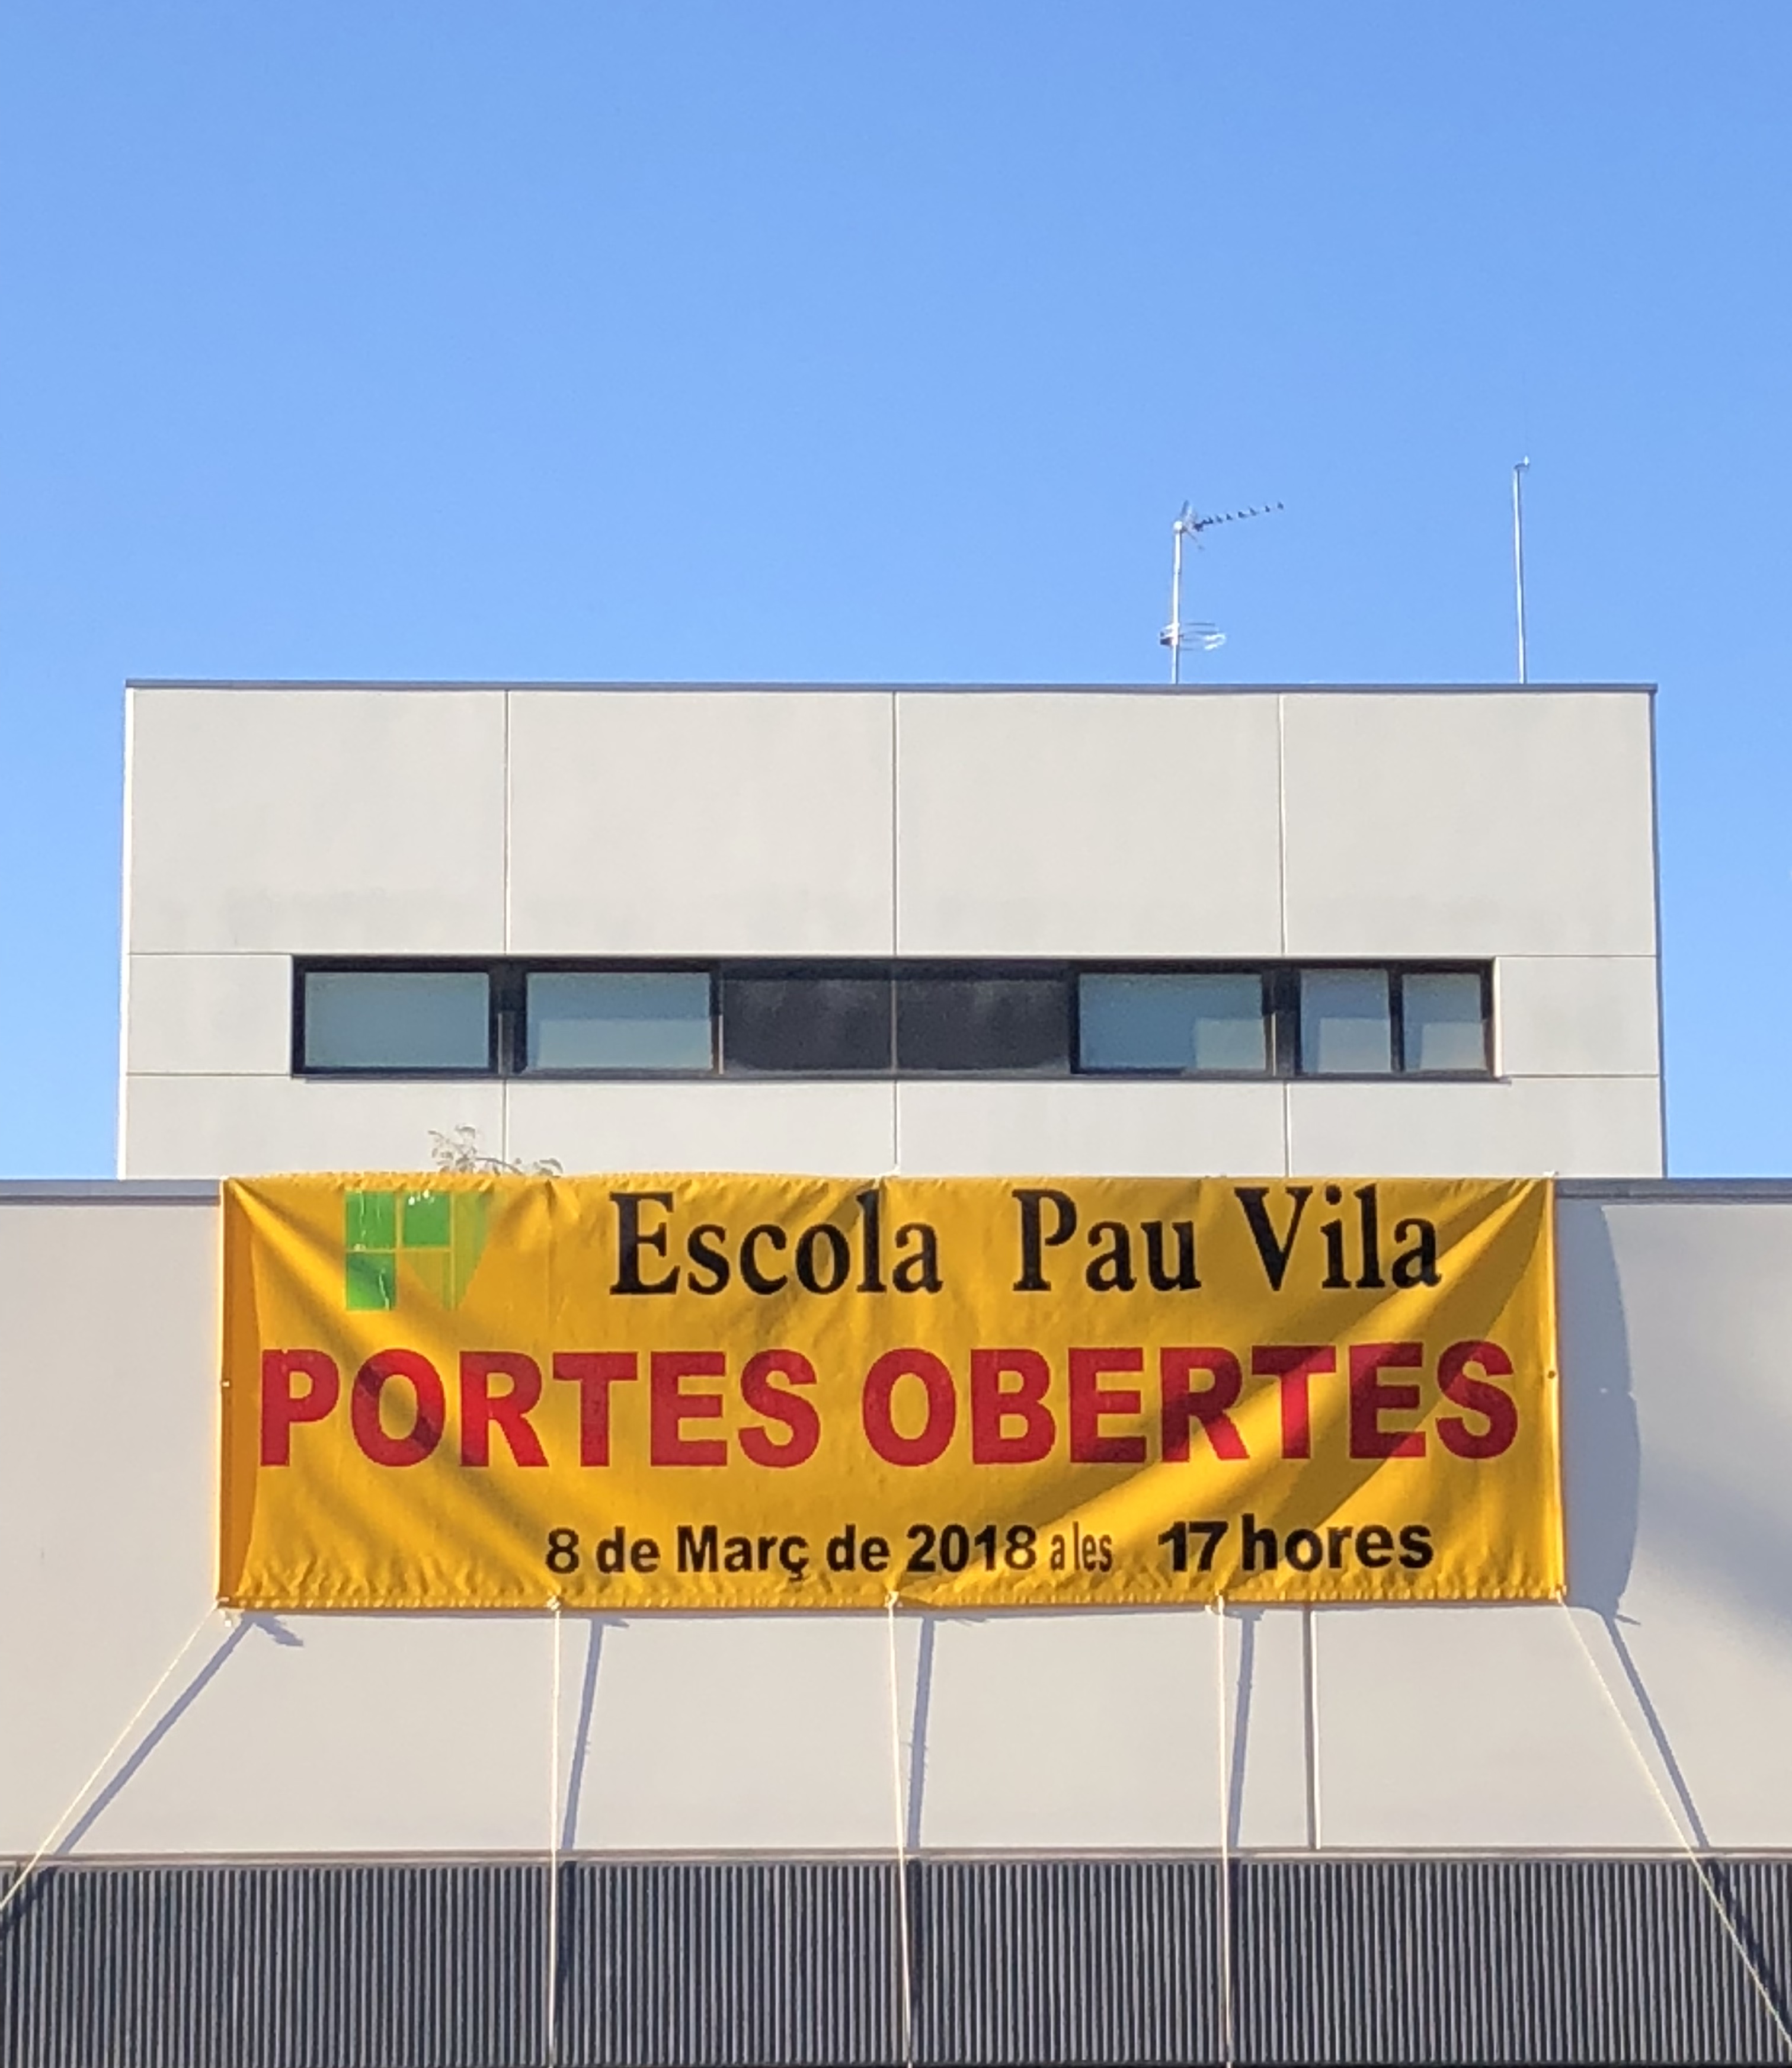 Escola Pau Vila
PORTES OBERTES
8 de Març de 2018 a les 17 hores